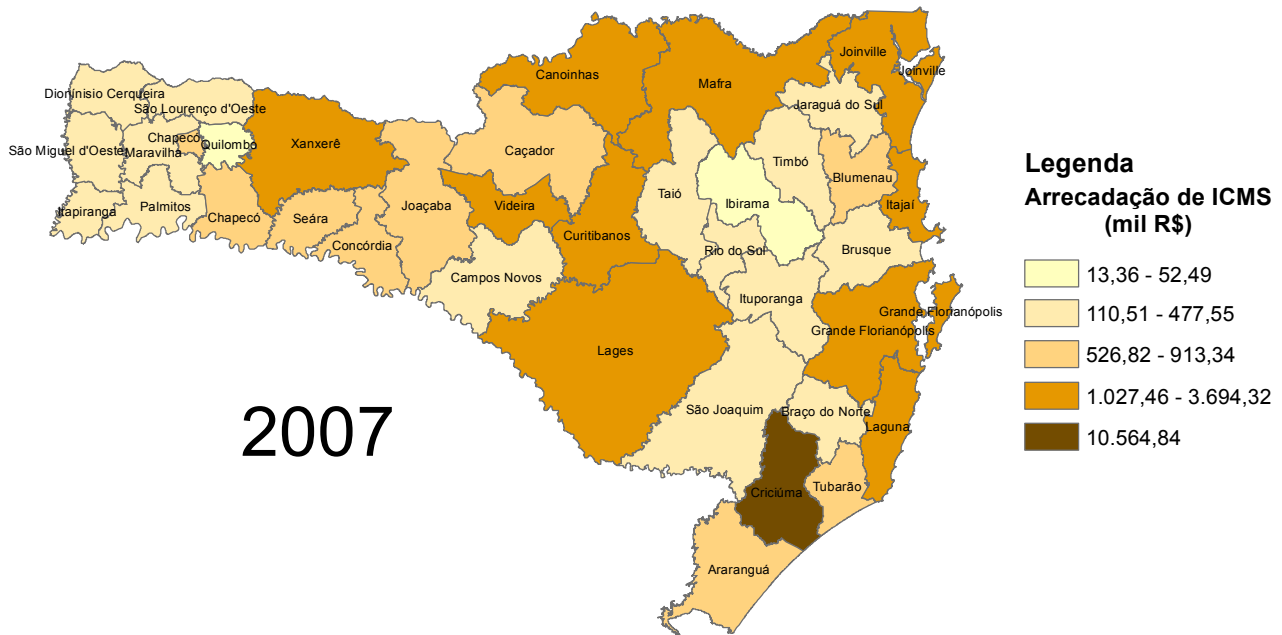 Joinville
Joinville
Canoinhas
Mafra
Dionínisio Cerqueira
São Lourenço d'Oeste
Jaraguá do Sul
Chapecó
Quilombo
Xanxerê
São Miguel d'Oeste
Maravilha
Caçador
Timbó
Blumenau
Taió
Ibirama
Itapiranga
Palmitos
Chapecó
Seára
Joaçaba
Videira
Itajaí
Concórdia
Curitibanos
Rio do Sul
Brusque
Campos Novos
Ituporanga
Grande Florianópolis
Grande Florianópolis
Lages
São Joaquim
Braço do Norte
Laguna
Criciúma
Tubarão
Araranguá
2007
Legenda
Arrecadação de ICMS
(mil R$)
13,36 - 52,49
110,51 - 477,55
526,82 - 913,34
1.027,46 - 3.694,32
10.564,84